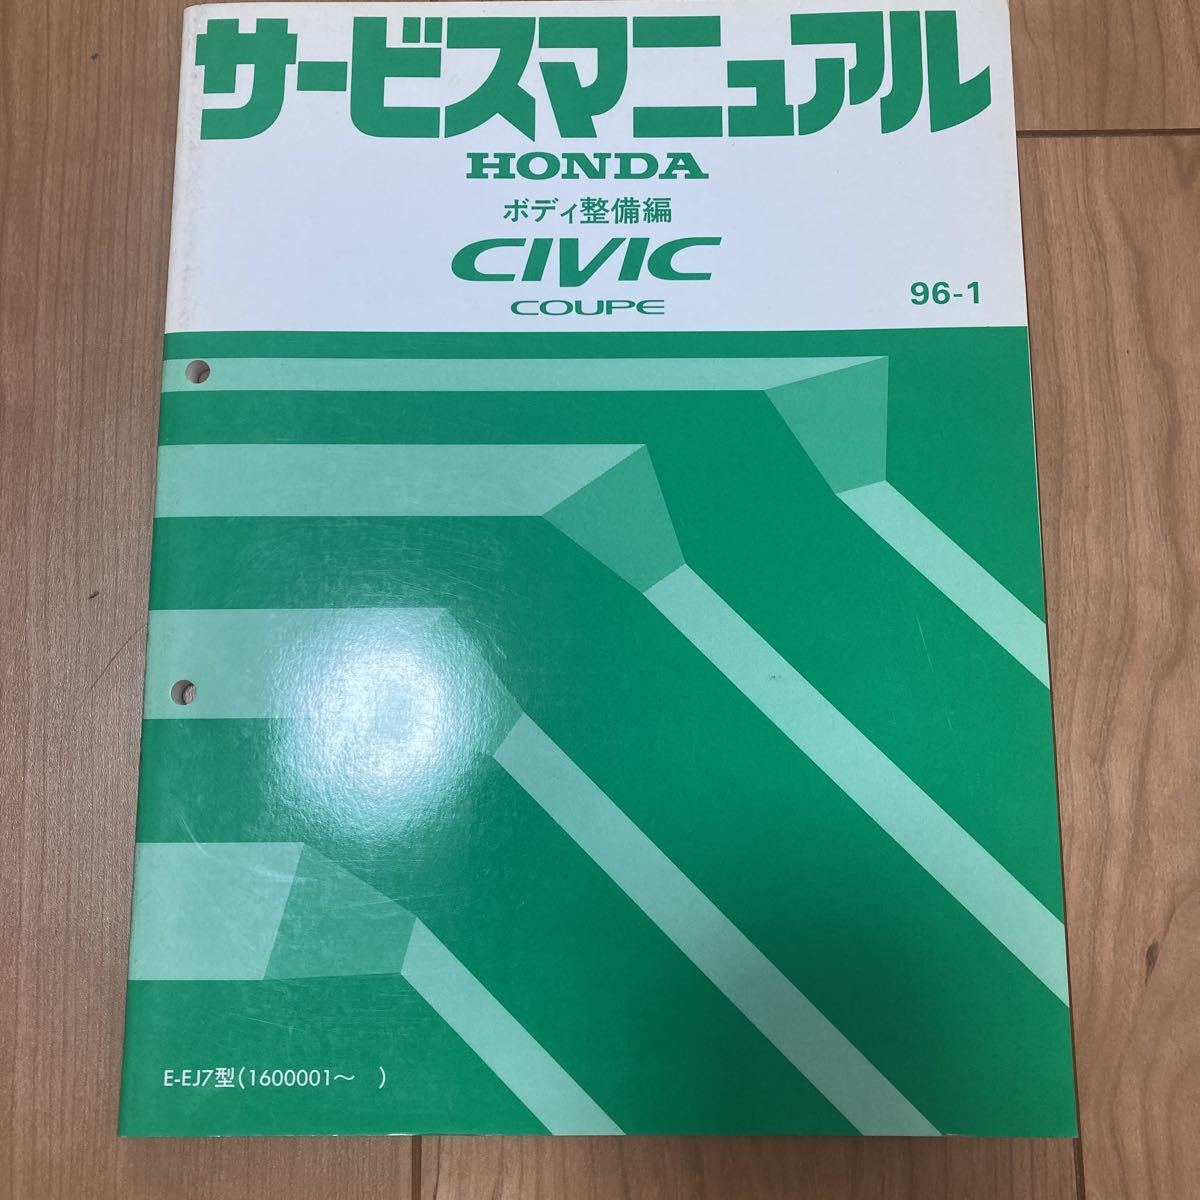 サービスマニュアル
HONDA
ボディ整備編
CIVIC
COUPE
96-1
E-EJ7型(1600001～　)